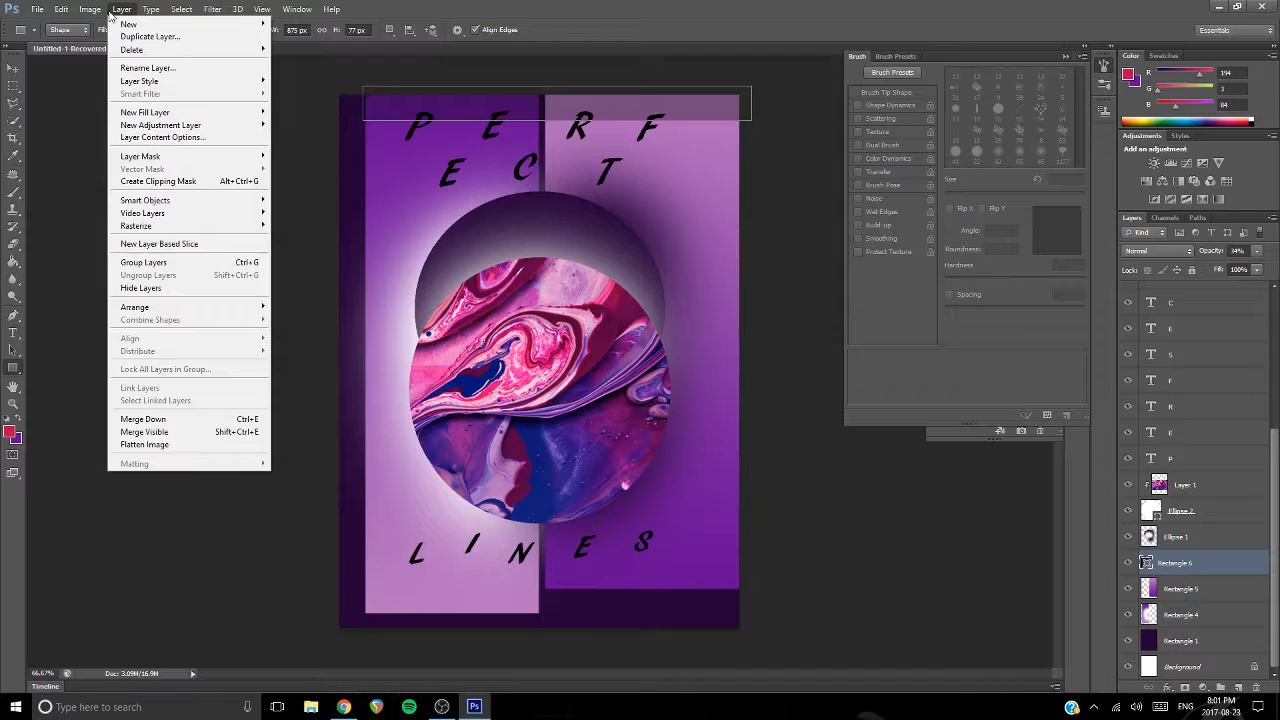 Ps File Edit Image Layer Type Select Filter 3D View Window Help
Shape 875 px 77 px Align Edges Essentials
Untitled-1-Recovered
New
Duplicate Layer...
Delete
Rename Layer...
Layer Style
Smart Filter
New Fill Layer
New Adjustment Layer
Layer Content Options...
Layer Mask
Vector Mask
Create Clipping Mask Alt+Ctrl+G
Smart Objects
Video Layers
Rasterize
New Layer Based Slice
Group Layers Ctrl+G
Ungroup Layers Shift+Ctrl+G
Hide Layers
Arrange
Combine Shapes
Align
Distribute
Lock All Layers in Group...
Link Layers
Select Linked Layers
Merge Down Ctrl+E
Merge Visible Shift+Ctrl+E
Flatten Image
Matting
P E R F
E C T
L I N E S
Brush Brush Presets
Brush Presets
Brush Tip Shape
Shape Dynamics
Scattering
Texture
Dual Brush
Color Dynamics
Transfer
Brush Pose
Noise
Wet Edges
Build-up
Smoothing
Protect Texture
Size
Flip X Flip Y
Angle:
Roundness:
Hardness
Spacing
Color Swatches
R 194
G 3
B 84
Adjustments Styles
Add an adjustment
Layers Channels Paths
Kind
Normal Opacity: 34%
Lock: Fill: 100%
T C
T E
T S
T F
T R
T E
T P
Layer 1
Ellipse 2
Ellipse 1
Rectangle 6
Rectangle 5
Rectangle 4
Rectangle 1
Background
66.67% Doc: 3.09M/16.9M
Timeline
Type here to search
Ps
ENG
8:01 PM
2017-08-23